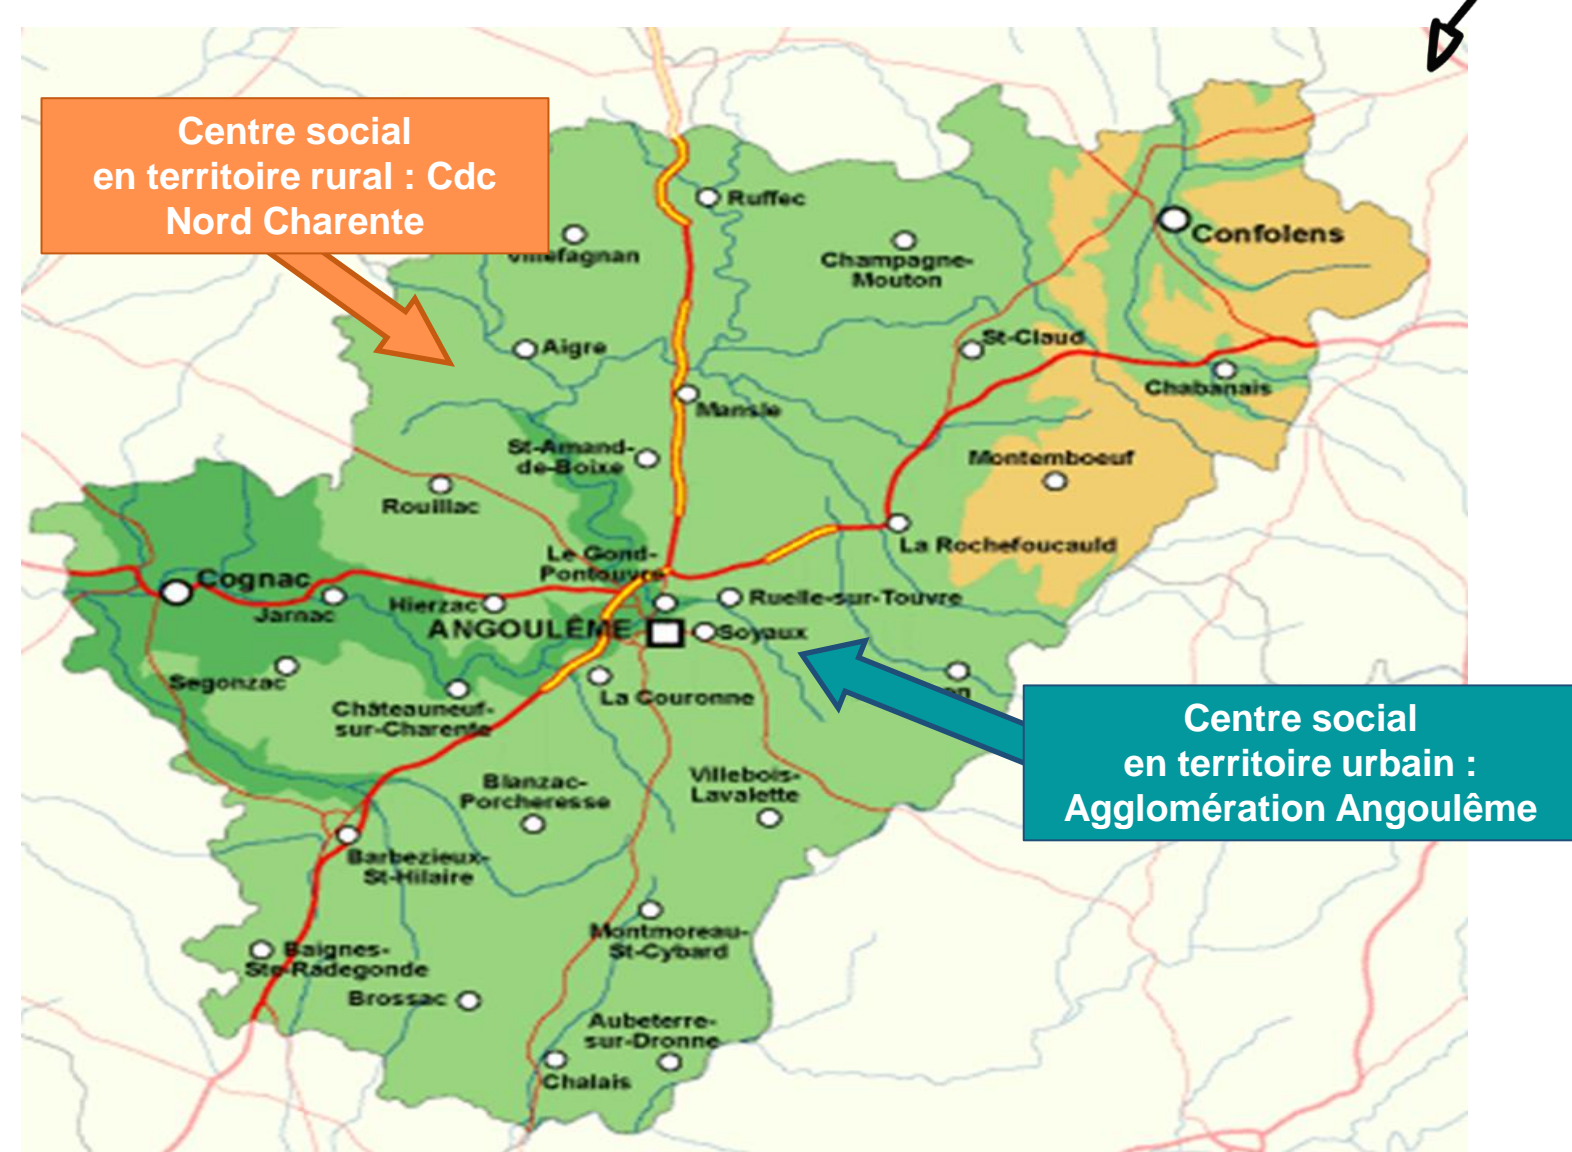 Centre social
en territoire rural : Cdc
Nord Charente
Ruffec
Confolens
Champagne-
Mouton
St-Claud
Aigre
Chabanais
Mansle
St-Amand-
de-Boixe
Montemboeuf
Rouillac
La Rochefoucauld
Le Gond-
Pontouvre
Cognac
Jarnac
Hierzac
Ruelle-sur-Touvre
ANGOULÊME
Soyaux
Segonzac
La Couronne
Châteauneuf-
sur-Charente
Centre social
en territoire urbain :
Agglomération Angoulême
Blanzac-
Porcheresse
Villebois-
Lavalette
Barbezieux-
St-Hilaire
Montmoreau-
St-Cybard
Baignes-
Ste-Radegonde
Brossac
Aubeterre-
sur-Dronne
Chalais